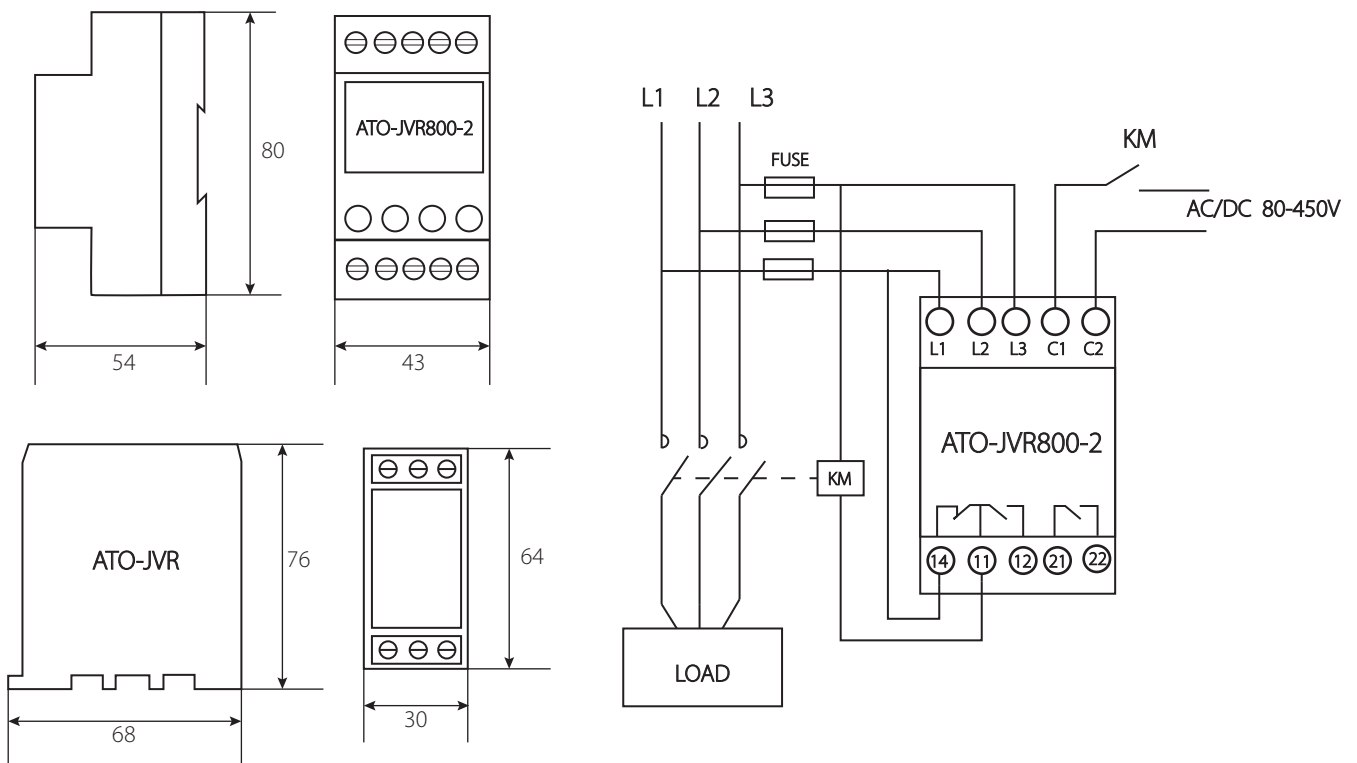 80
ATO-JVR800-2
54
43
ATO-JVR
76
68
64
30
L1 L2 L3
FUSE
KM
AC/DC 80-450V
L1 L2 L3 C1 C2
ATO-JVR800-2
KM
14 11 12 21 22
LOAD